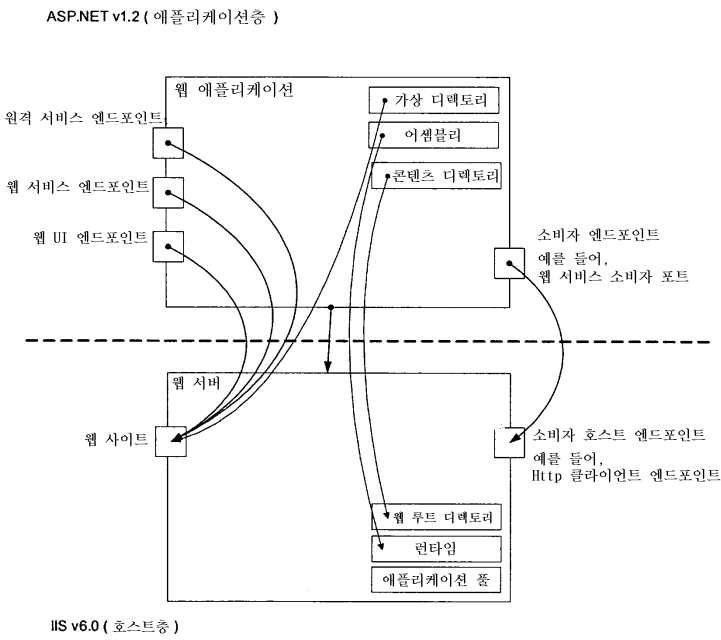 ASP.NET v1.2 ( 애플리케이션층 )
웹 애플리케이션
가상 디렉토리
원격 서비스 엔드포인트
어셈블리
콘텐츠 디렉토리
웹 서비스 엔드포인트
웹 UI 엔드포인트
소비자 엔드포인트
예를 들어,
웹 서비스 소비자 포트
웹 서버
웹 사이트
소비자 호스트 엔드포인트
예를 들어,
Http 클라이언트 엔드포인트
웹 루트 디렉토리
런타임
애플리케이션 풀
IIS v6.0 ( 호스트층 )